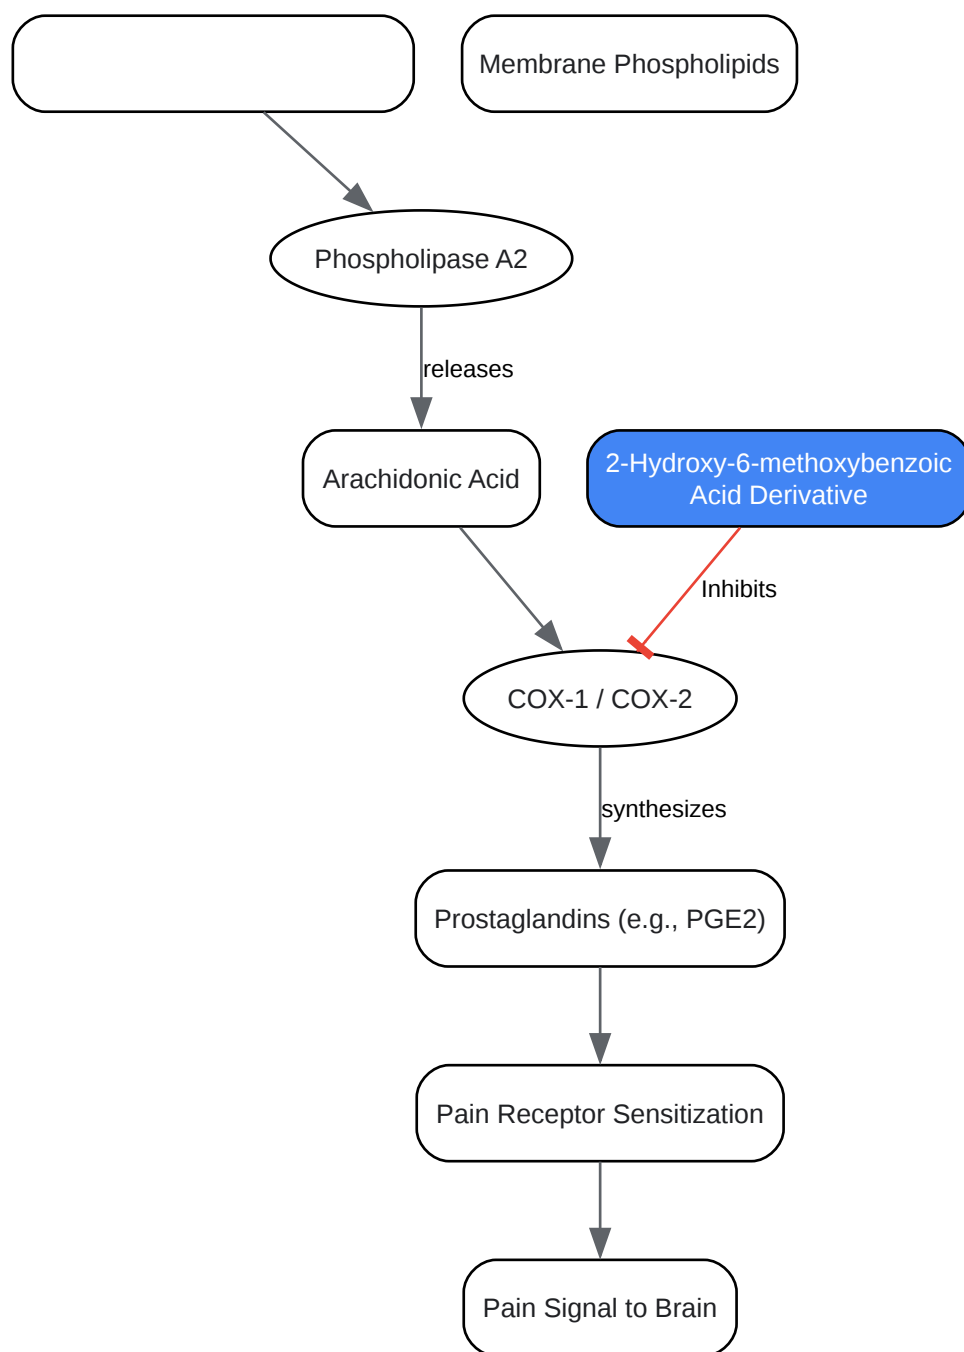 Membrane Phospholipids
Phospholipase A2
releases
Arachidonic Acid
2-Hydroxy-6-methoxybenzoic
Acid Derivative
Inhibits
COX-1 / COX-2
synthesizes
Prostaglandins (e.g., PGE2)
Pain Receptor Sensitization
Pain Signal to Brain